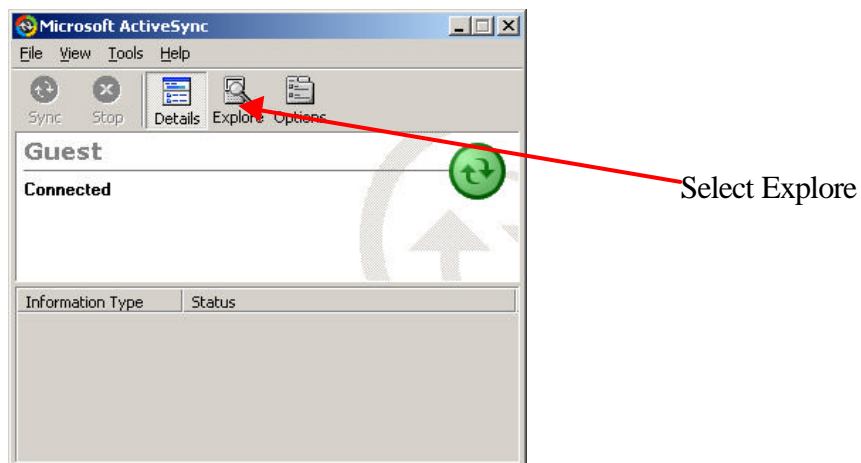 Microsoft ActiveSync
File View Tools Help
Sync Stop Details Explore Options
Guest
Connected
Select Explore
Information Type Status